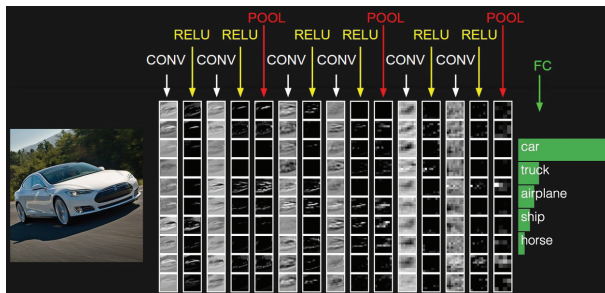 POOL POOL POOL
RELU RELU RELU RELU RELU RELU
CONV CONV CONV CONV CONV CONV
FC
car
truck
airplane
ship
horse